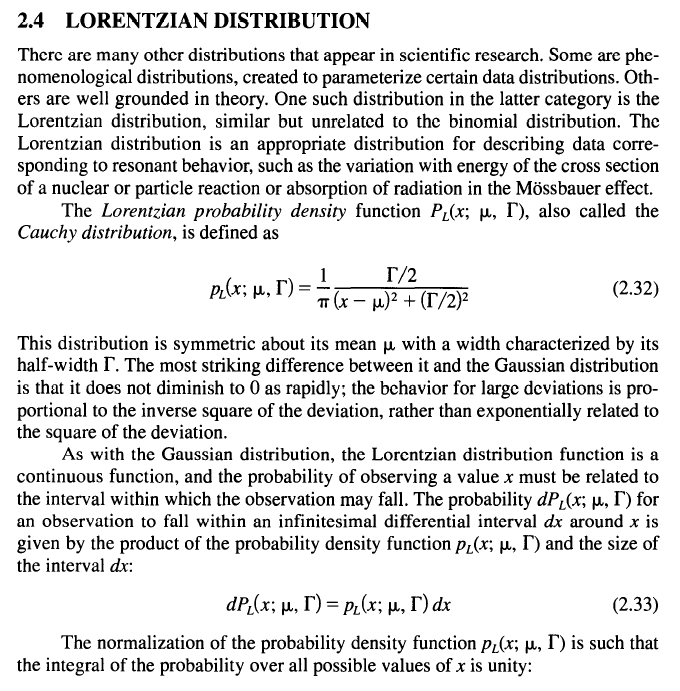 2.4 LORENTZIAN DISTRIBUTION
There are many other distributions that appear in scientific research. Some are phe-
nomenological distributions, created to parameterize certain data distributions. Oth-
ers are well grounded in theory. One such distribution in the latter category is the
Lorentzian distribution, similar but unrelated to the binomial distribution. The
Lorentzian distribution is an appropriate distribution for describing data corre-
sponding to resonant behavior, such as the variation with energy of the cross section
of a nuclear or particle reaction or absorption of radiation in the Mössbauer effect.
The Lorentzian probability density function P_L(x; μ, Γ), also called the
Cauchy distribution, is defined as
p_L(x; μ, Γ) = 1/π (Γ/2)/((x − μ)² + (Γ/2)²) (2.32)
This distribution is symmetric about its mean μ with a width characterized by its
half-width Γ. The most striking difference between it and the Gaussian distribution
is that it does not diminish to 0 as rapidly; the behavior for large deviations is pro-
portional to the inverse square of the deviation, rather than exponentially related to
the square of the deviation.
As with the Gaussian distribution, the Lorentzian distribution function is a
continuous function, and the probability of observing a value x must be related to
the interval within which the observation may fall. The probability dP_L(x; μ, Γ) for
an observation to fall within an infinitesimal differential interval dx around x is
given by the product of the probability density function p_L(x; μ, Γ) and the size of
the interval dx:
dP_L(x; μ, Γ) = p_L(x; μ, Γ) dx (2.33)
The normalization of the probability density function p_L(x; μ, Γ) is such that
the integral of the probability over all possible values of x is unity: